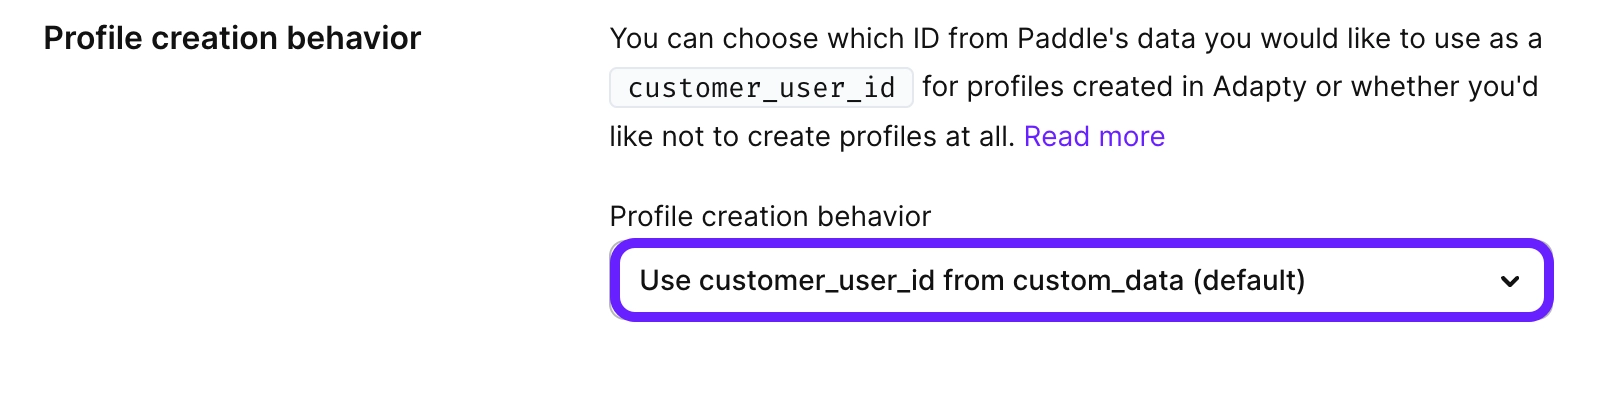 Profile creation behavior
You can choose which ID from Paddle's data you would like to use as a
customer_user_id for profiles created in Adapty or whether you'd
like not to create profiles at all. Read more
Profile creation behavior
Use customer_user_id from custom_data (default)